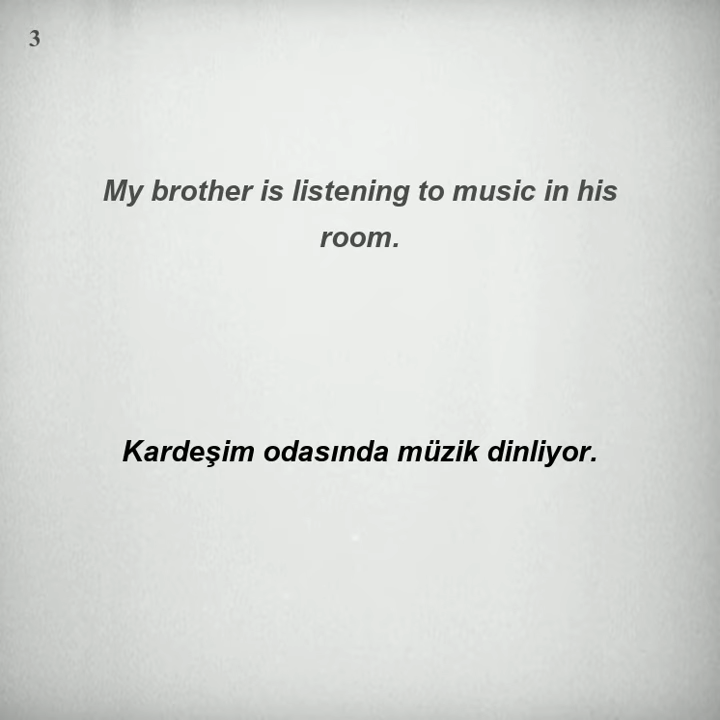 3
My brother is listening to music in his
room.
Kardeşim odasında müzik dinliyor.